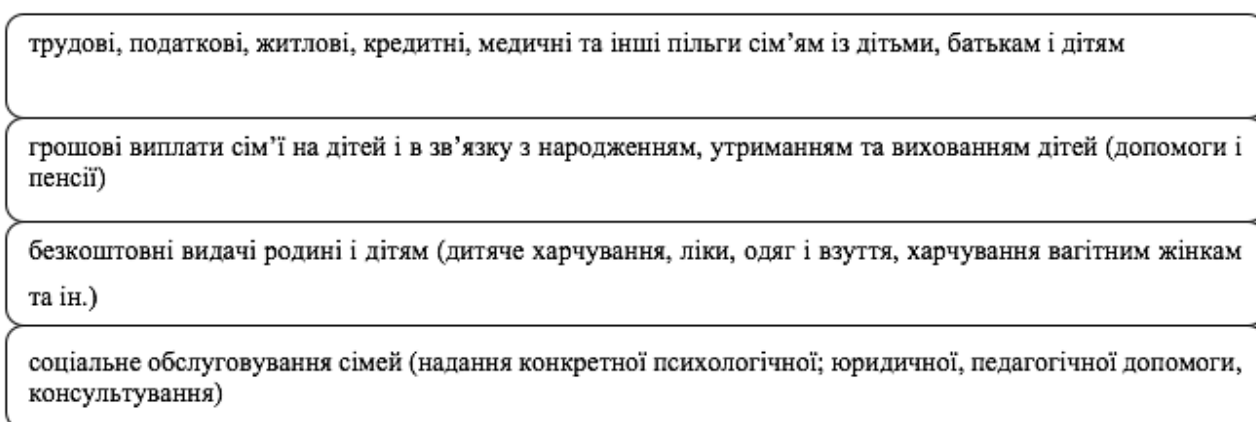 трудові, податкові, житлові, кредитні, медичні та інші пільги сім’ям із дітьми, батькам і дітям
грошові виплати сім’ї на дітей і в зв’язку з народженням, утриманням та вихованням дітей (допомоги і
пенсії)
безкоштовні видачі родині і дітям (дитяче харчування, ліки, одяг і взуття, харчування вагітним жінкам
та ін.)
соціальне обслуговування сімей (надання конкретної психологічної; юридичної, педагогічної допомоги,
консультування)